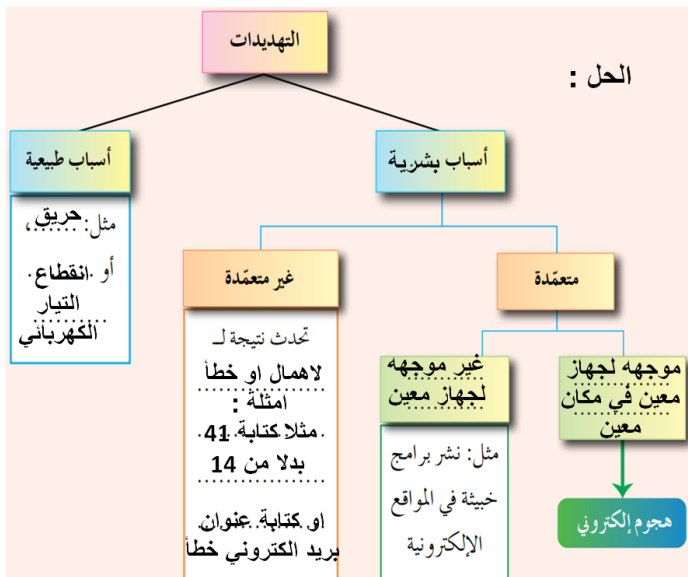 التهديدات
الحل :
أسباب بشرية
أسباب طبيعية
مثل: حريق،
أو انقطاع
التيار
الكهربائي
متعمّدة
غير متعمّدة
موجهه لجهاز
معين في مكان
معين
هجوم إلكتروني
غير موجهه
لجهاز معين
مثل: نشر برامج
خبيثة في المواقع
الإلكترونية
تحدث نتيجة لـ
لاهمال او خطأ
امثلة :
مثلا كتابة 41
بدلا من 14
او كتابة عنوان
بريد الكتروني خطأ